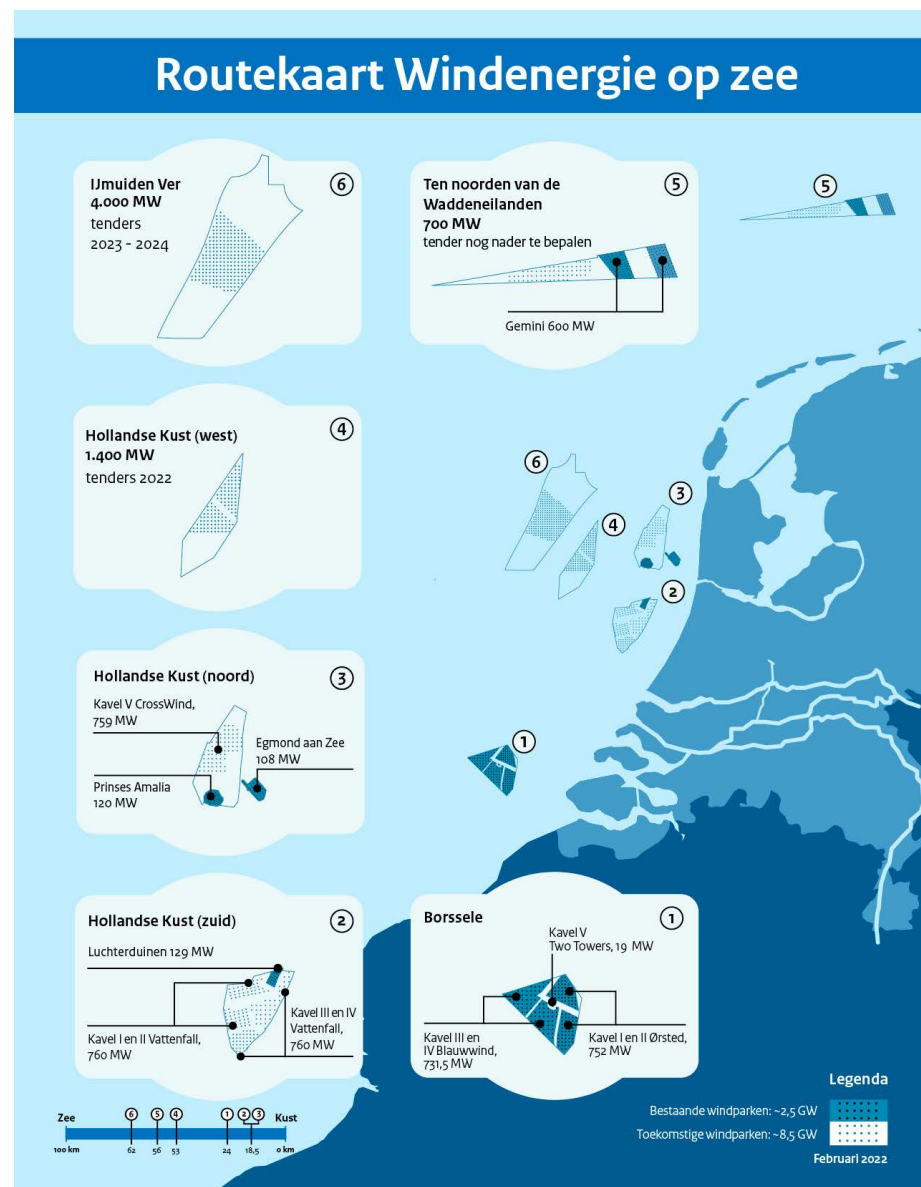 Routekaart Windenergie op zee
IJmuiden Ver
4.000 MW
tenders
2023 - 2024
6
Ten noorden van de
Waddeneilanden
700 MW
tender nog nader te bepalen
5
Gemini 600 MW
5
Hollandse Kust (west)
1.400 MW
tenders 2022
4
6
4
3
2
1
Hollandse Kust (noord)
3
Kavel V CrossWind,
759 MW
Egmond aan Zee
108 MW
Prinses Amalia
120 MW
Hollandse Kust (zuid)
2
Luchterduinen 129 MW
Kavel III en IV
Vattenfall,
760 MW
Kavel I en II Vattenfall,
760 MW
Borssele
1
Kavel V
Two Towers, 19 MW
Kavel III en
IV Blauwwind,
731,5 MW
Kavel I en II Ørsted,
752 MW
Zee
6 5 4 1 2 3
Kust
100 km 62 56 53 24 18,5 0 km
Legenda
Bestaande windparken: ~2,5 GW
Toekomstige windparken: ~8,5 GW
Februari 2022